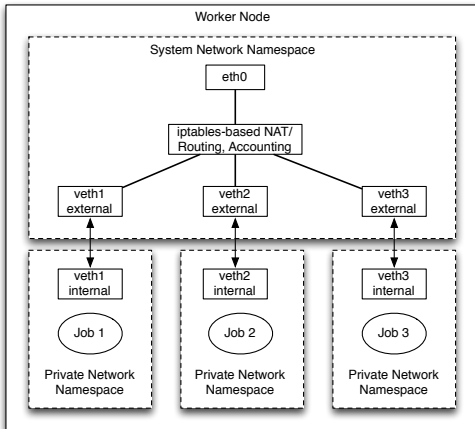 Worker Node
System Network Namespace
eth0
iptables-based NAT/
Routing, Accounting
veth1
external
veth2
external
veth3
external
veth1
internal
veth2
internal
veth3
internal
Job 1
Job 2
Job 3
Private Network
Namespace
Private Network
Namespace
Private Network
Namespace